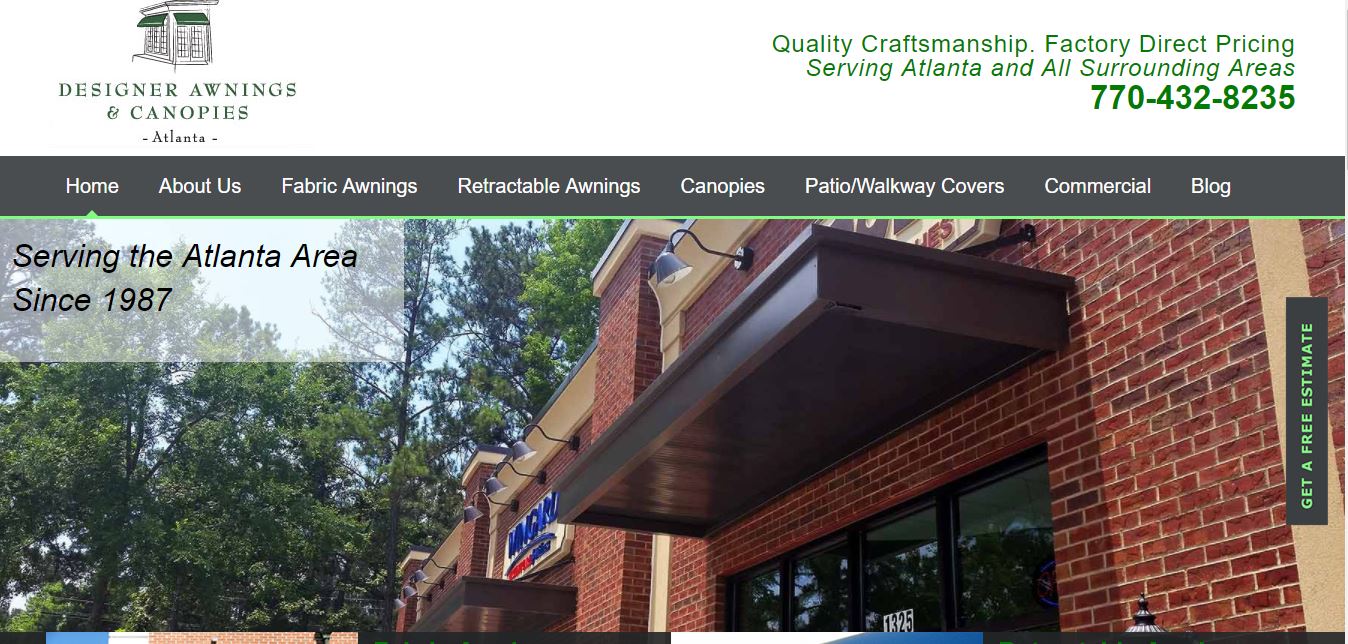 DESIGNER AWNINGS
& CANOPIES
- Atlanta -
Quality Craftsmanship. Factory Direct Pricing
Serving Atlanta and All Surrounding Areas
770-432-8235
Home About Us Fabric Awnings Retractable Awnings Canopies Patio/Walkway Covers Commercial Blog
Serving the Atlanta Area
Since 1987
GET A FREE ESTIMATE
1325